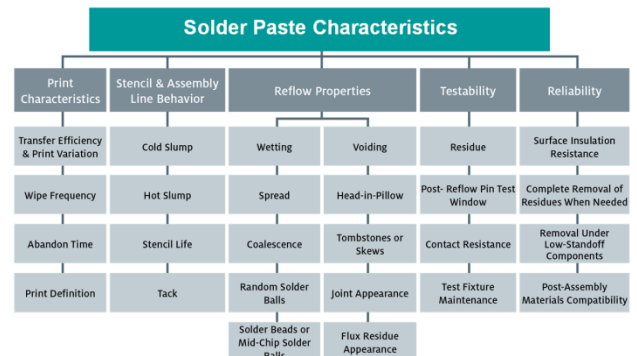 Solder Paste Characteristics
Print
Characteristics
Stencil & Assembly
Line Behavior
Reflow Properties
Testability
Reliability
Transfer Efficiency
& Print Variation
Cold Slump
Wetting
Voiding
Residue
Surface Insulation
Resistance
Wipe Frequency
Hot Slump
Spread
Head-in-Pillow
Post- Reflow Pin Test
Window
Complete Removal of
Residues When Needed
Abandon Time
Stencil Life
Coalescence
Tombstones or
Skews
Contact Resistance
Removal Under
Low-Standoff
Components
Print Definition
Tack
Random Solder
Balls
Joint Appearance
Test Fixture
Maintenance
Post-Assembly
Materials Compatibility
Solder Beads or
Mid-Chip Solder
Balls
Flux Residue
Appearance